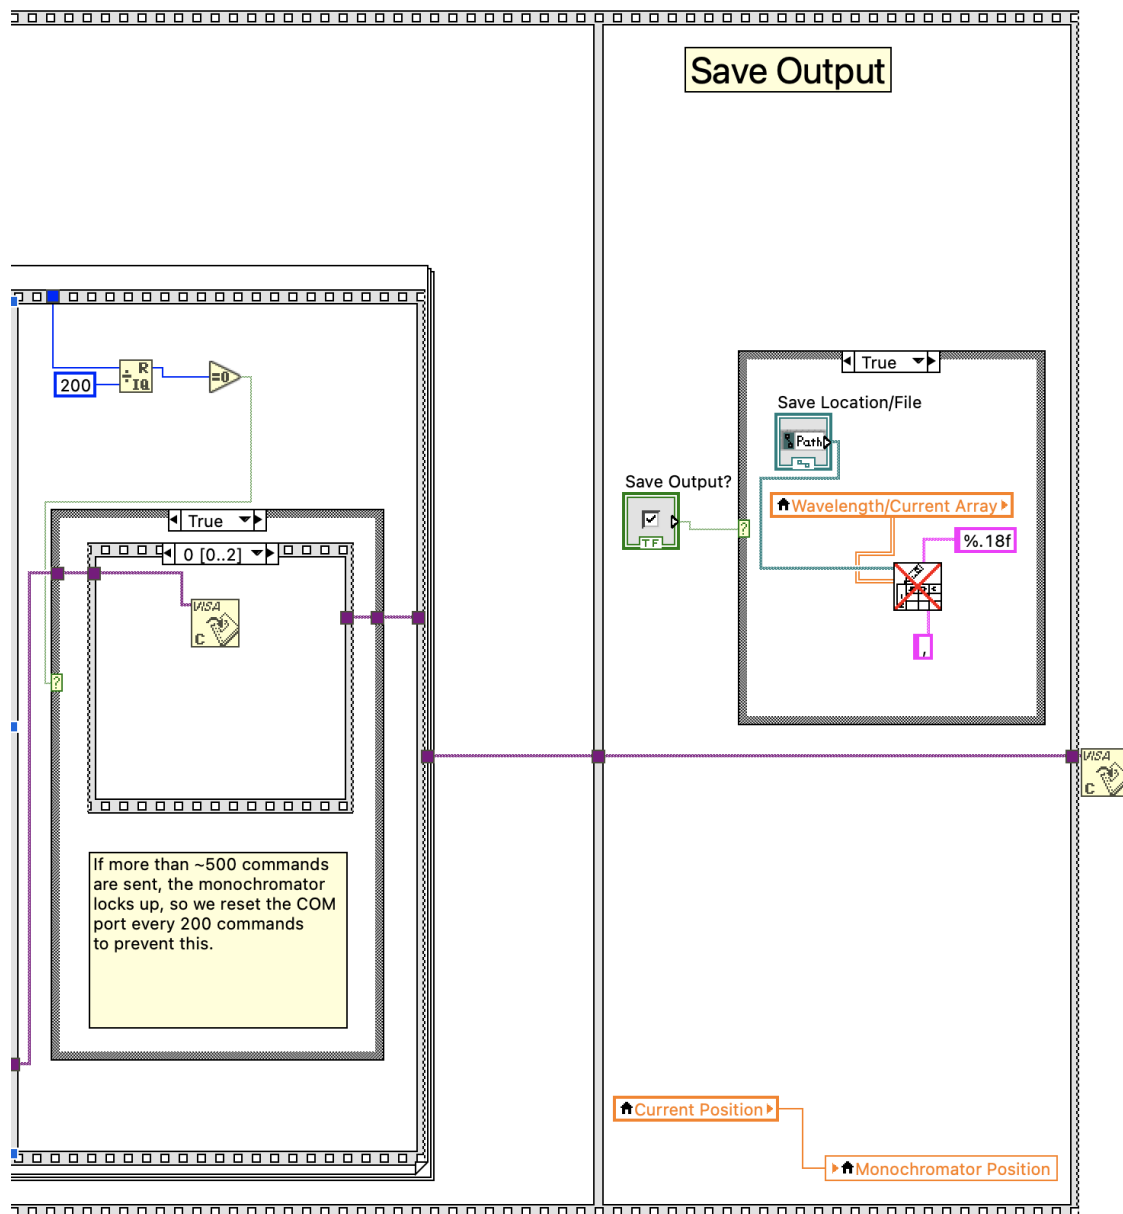 Save Output
R
IQ
200
=0
True
0 [0..2]
VISA
C
?
If more than ~500 commands
are sent, the monochromator
locks up, so we reset the COM
port every 200 commands
to prevent this.
True
Save Location/File
Path
Save Output?
TF
?
Wavelength/Current Array
%.18f
,
VISA
C
Current Position
Monochromator Position